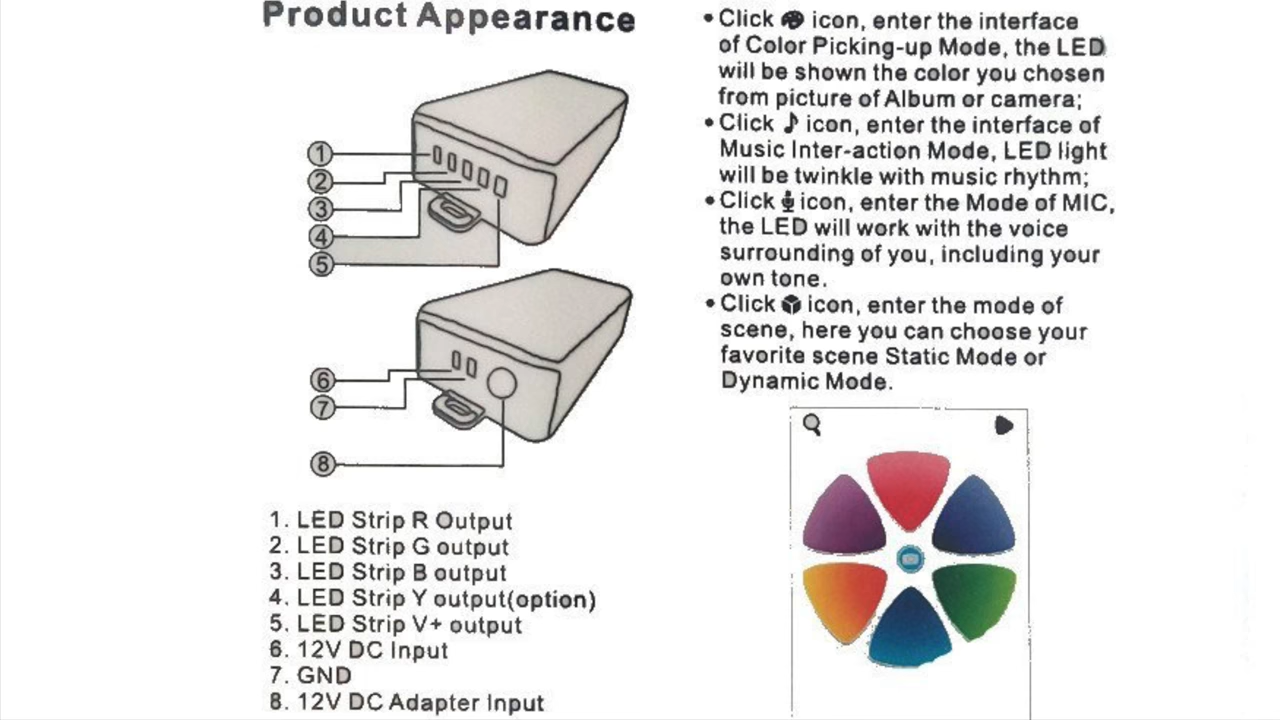 Product Appearance
1
2
3
4
5
6
7
8
1. LED Strip R Output
2. LED Strip G output
3. LED Strip B output
4. LED Strip Y output(option)
5. LED Strip V+ output
6. 12V DC Input
7. GND
8. 12V DC Adapter Input
• Click icon, enter the interface
of Color Picking-up Mode, the LED
will be shown the color you chosen
from picture of Album or camera;
• Click icon, enter the interface of
Music Inter-action Mode, LED light
will be twinkle with music rhythm;
• Click icon, enter the Mode of MIC,
the LED will work with the voice
surrounding of you, including your
own tone.
• Click icon, enter the mode of
scene, here you can choose your
favorite scene Static Mode or
Dynamic Mode.